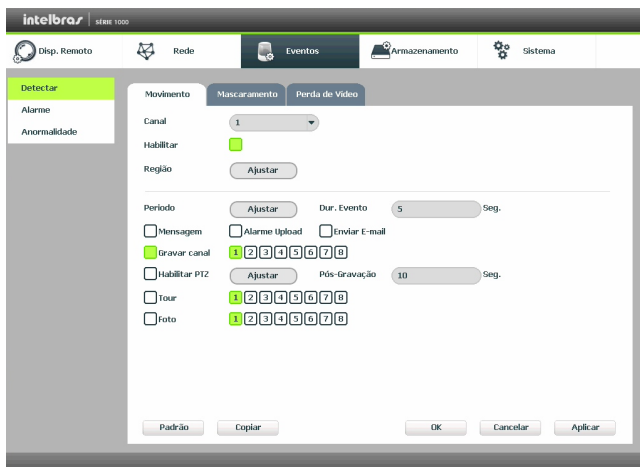 intelbras SÉRIE 1000
Disp. Remoto Rede Eventos Armazenamento Sistema
Detectar
Alarme
Anormalidade
Movimento Mascaramento Perda de Vídeo
Canal 1
Habilitar
Região Ajustar
Periodo Ajustar Dur. Evento 5 Seg.
Mensagem Alarme Upload Enviar E-mail
Gravar canal 1 2 3 4 5 6 7 8
Habilitar PTZ Ajustar Pós-Gravação 10 Seg.
Tour 1 2 3 4 5 6 7 8
Foto 1 2 3 4 5 6 7 8
Padrão Copiar OK Cancelar Aplicar